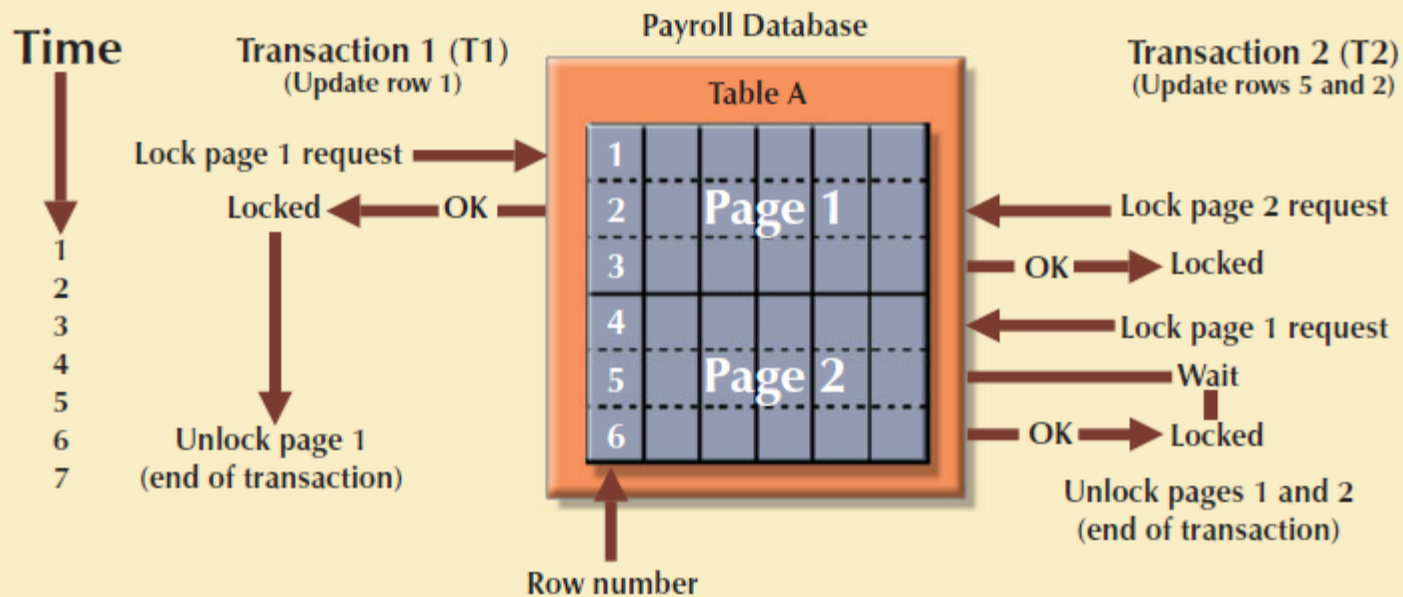 Time
1
2
3
4
5
6
7
Transaction 1 (T1)
(Update row 1)
Lock page 1 request
Locked
OK
Unlock page 1
(end of transaction)
Payroll Database
Table A
1
2
3
4
5
6
Page 1
Page 2
Row number
Transaction 2 (T2)
(Update rows 5 and 2)
Lock page 2 request
OK
Locked
Lock page 1 request
Wait
OK
Locked
Unlock pages 1 and 2
(end of transaction)